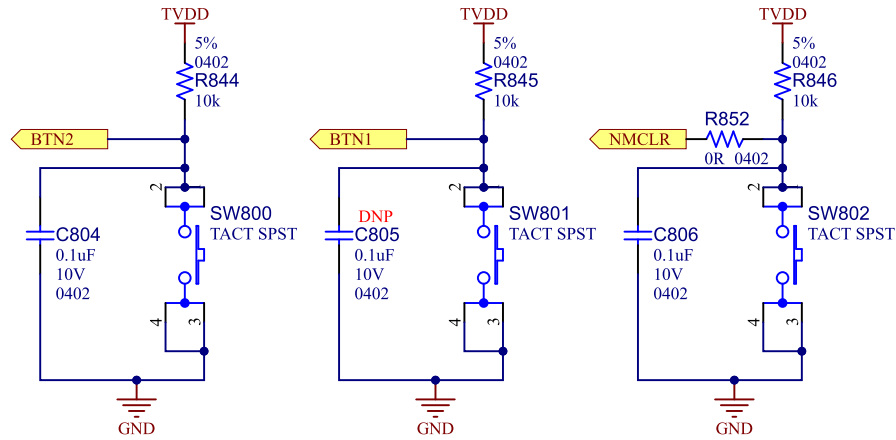 TVDD
5%
0402
R844
10k
BTN2
2
SW800
TACT SPST
C804
0.1uF
10V
0402
4
3
GND
TVDD
5%
0402
R845
10k
BTN1
2
SW801
TACT SPST
DNP
C805
0.1uF
10V
0402
4
3
GND
TVDD
5%
0402
R846
10k
R852
NMCLR
0R 0402
2
SW802
TACT SPST
C806
0.1uF
10V
0402
4
3
GND